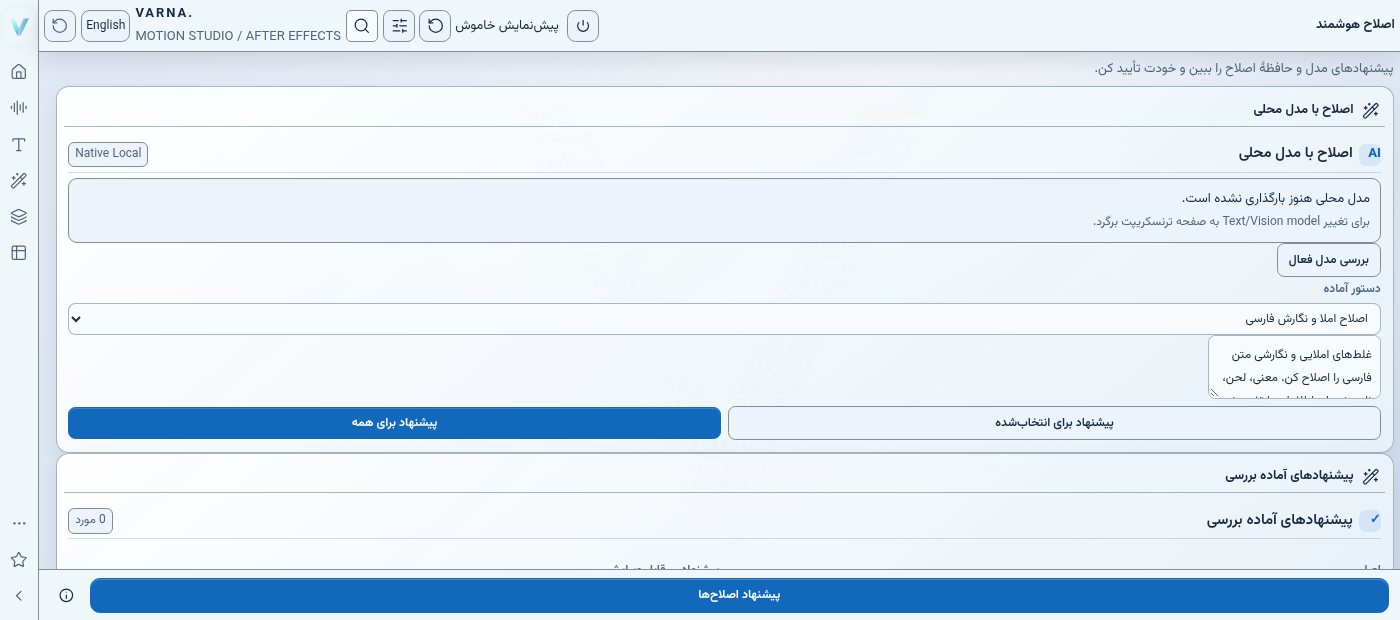 اصلاح هوشمند
پیش‌نمایش خاموش
English
VARNA.
MOTION STUDIO / AFTER EFFECTS
پیشنهادهای مدل و حافظهٔ اصلاح را ببین و خودت تأیید کن.
اصلاح با مدل محلی
AI اصلاح با مدل محلی
Native Local
مدل محلی هنوز بارگذاری نشده است.
برای تغییر Text/Vision model به صفحه ترنسکریپت برگرد.
بررسی مدل فعال
دستور آماده
اصلاح املا و نگارش فارسی
غلط‌های املایی و نگارشی متن
فارسی را اصلاح کن. معنی، لحن،
پیشنهاد برای انتخاب‌شده
پیشنهاد برای همه
پیشنهادهای آماده بررسی
✓ پیشنهادهای آماده بررسی
0 مورد
پیشنهاد اصلاح‌ها